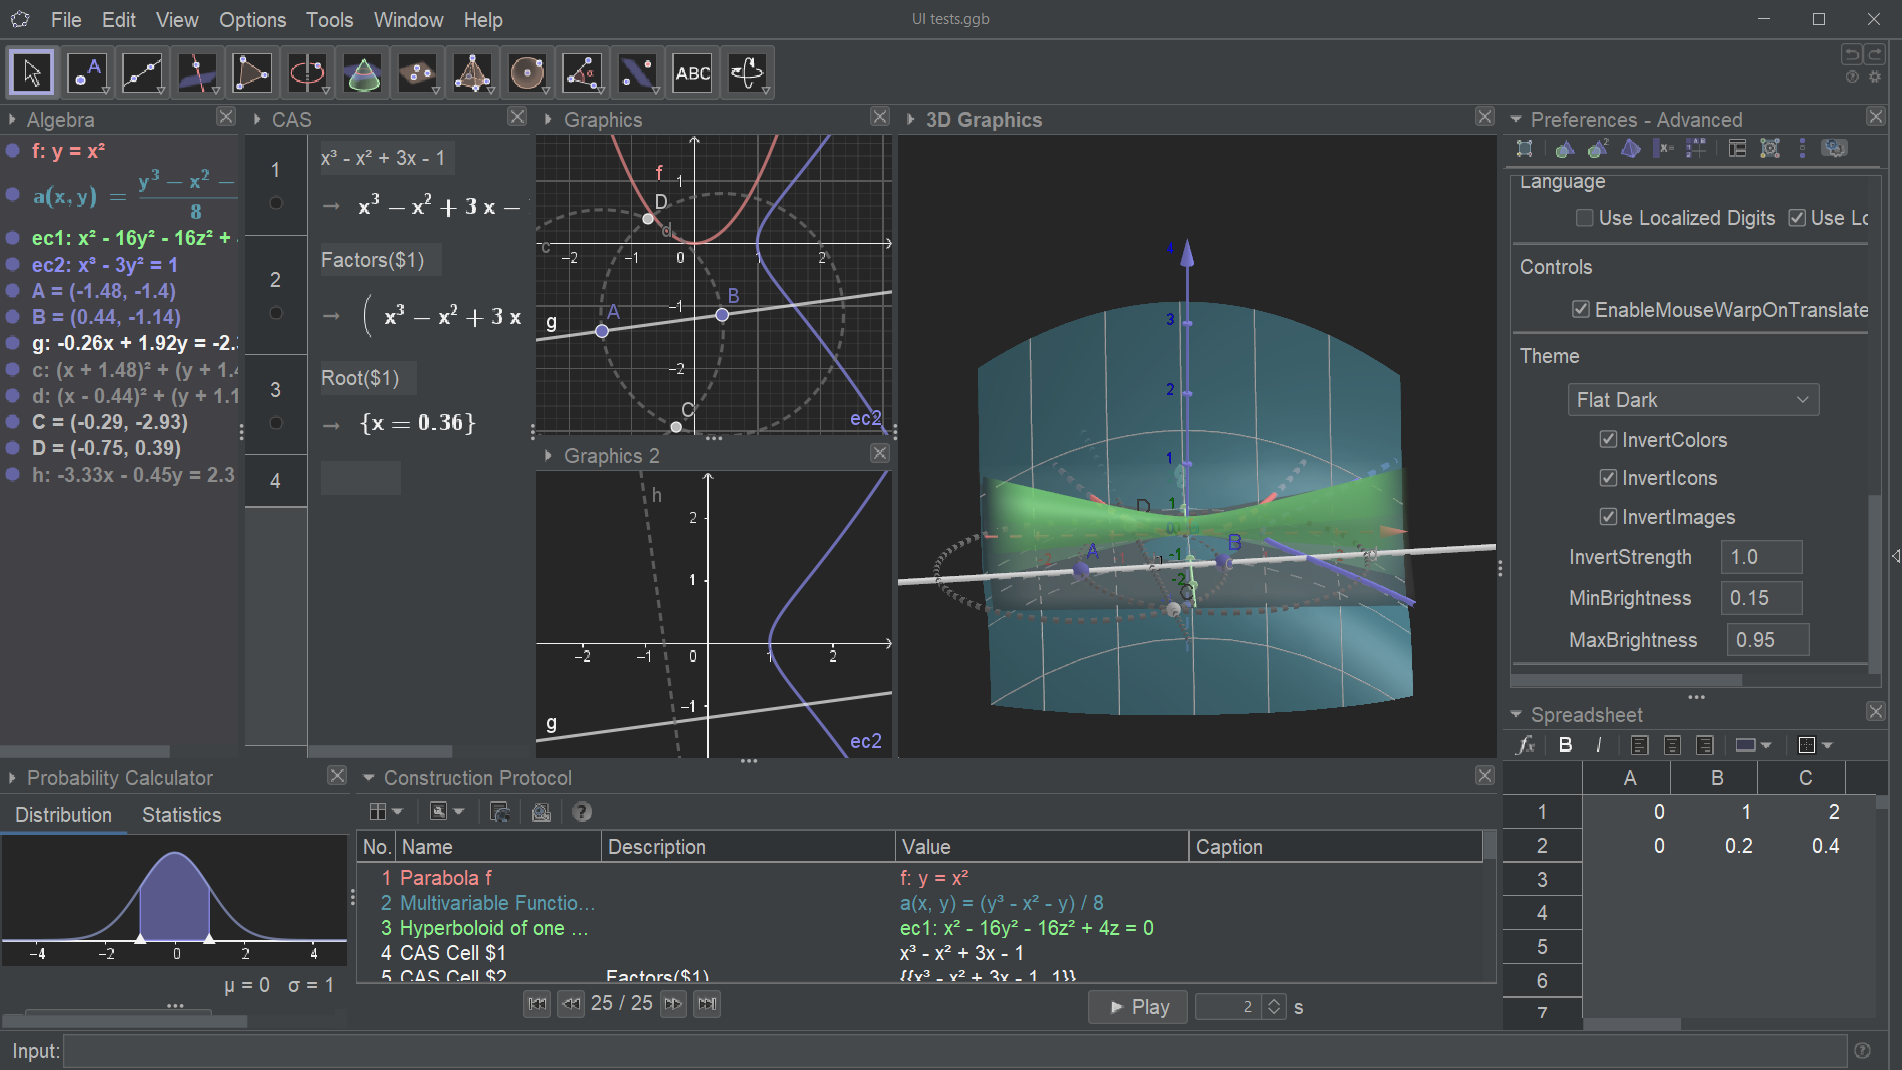 File Edit View Options Tools Window Help
UI tests.ggb
A
ABC
Algebra
f: y = x²
a(x, y) = y³ − x² − / 8
ec1: x² - 16y² - 16z² +
ec2: x³ - 3y² = 1
A = (-1.48, -1.4)
B = (0.44, -1.14)
g: -0.26x + 1.92y = -2.
c: (x + 1.48)² + (y + 1.4
d: (x - 0.44)² + (y + 1.1
C = (-0.29, -2.93)
D = (-0.75, 0.39)
h: -3.33x - 0.45y = 2.3
CAS
1
x³ - x² + 3x - 1
→ x³ − x² + 3 x −
2
Factors($1)
→ ( x³ − x² + 3 x
3
Root($1)
→ {x = 0.36}
4
Graphics
f
1
D
d
c
−2 −1 0 2
−1
B
A
g
−2
C
ec2
Graphics 2
h
2
1
−2 −1 0 1 2
−1
g
ec2
3D Graphics
3
2
1
1
D
0
-1
B
A
-2
C
Preferences - Advanced
Language
Use Localized Digits Use Lo
Controls
EnableMouseWarpOnTranslate
Theme
Flat Dark
InvertColors
InvertIcons
InvertImages
InvertStrength 1.0
MinBrightness 0.15
MaxBrightness 0.95
Spreadsheet
fx B I
A B C
1 0 1 2
2 0 0.2 0.4
3
4
5
6
7
Probability Calculator
Distribution Statistics
−4 −2 0 2 4
μ = 0 σ = 1
Construction Protocol
No. Name Description Value Caption
1 Parabola f f: y = x²
2 Multivariable Functio... a(x, y) = (y³ - x² - y) / 8
3 Hyperboloid of one ... ec1: x² - 16y² - 16z² + 4z = 0
4 CAS Cell $1 x³ - x² + 3x - 1
5 CAS Cell $2 Factors($1) {{x³ - x² + 3x - 1, 1}}
25 / 25
Play 2 s
Input: